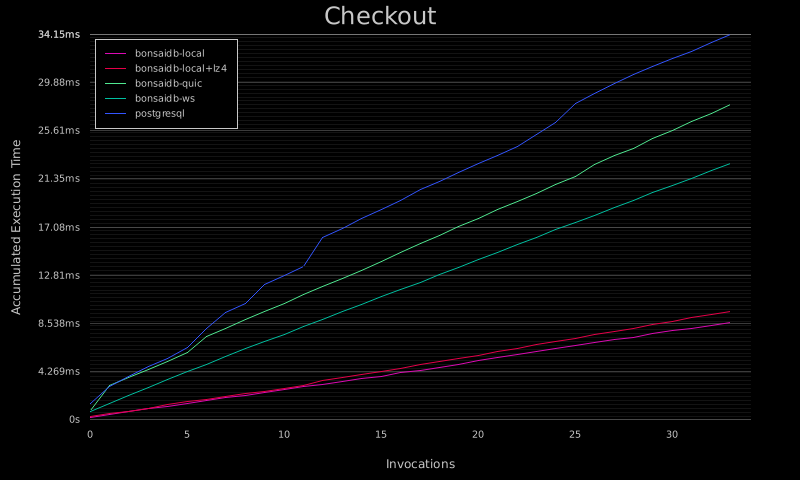 Checkout
34.15ms
29.88ms
25.61ms
21.35ms
17.08ms
12.81ms
8.538ms
4.269ms
0s
bonsaidb-local
bonsaidb-local+lz4
bonsaidb-quic
bonsaidb-ws
postgresql
Accumulated Execution Time
0 5 10 15 20 25 30
Invocations